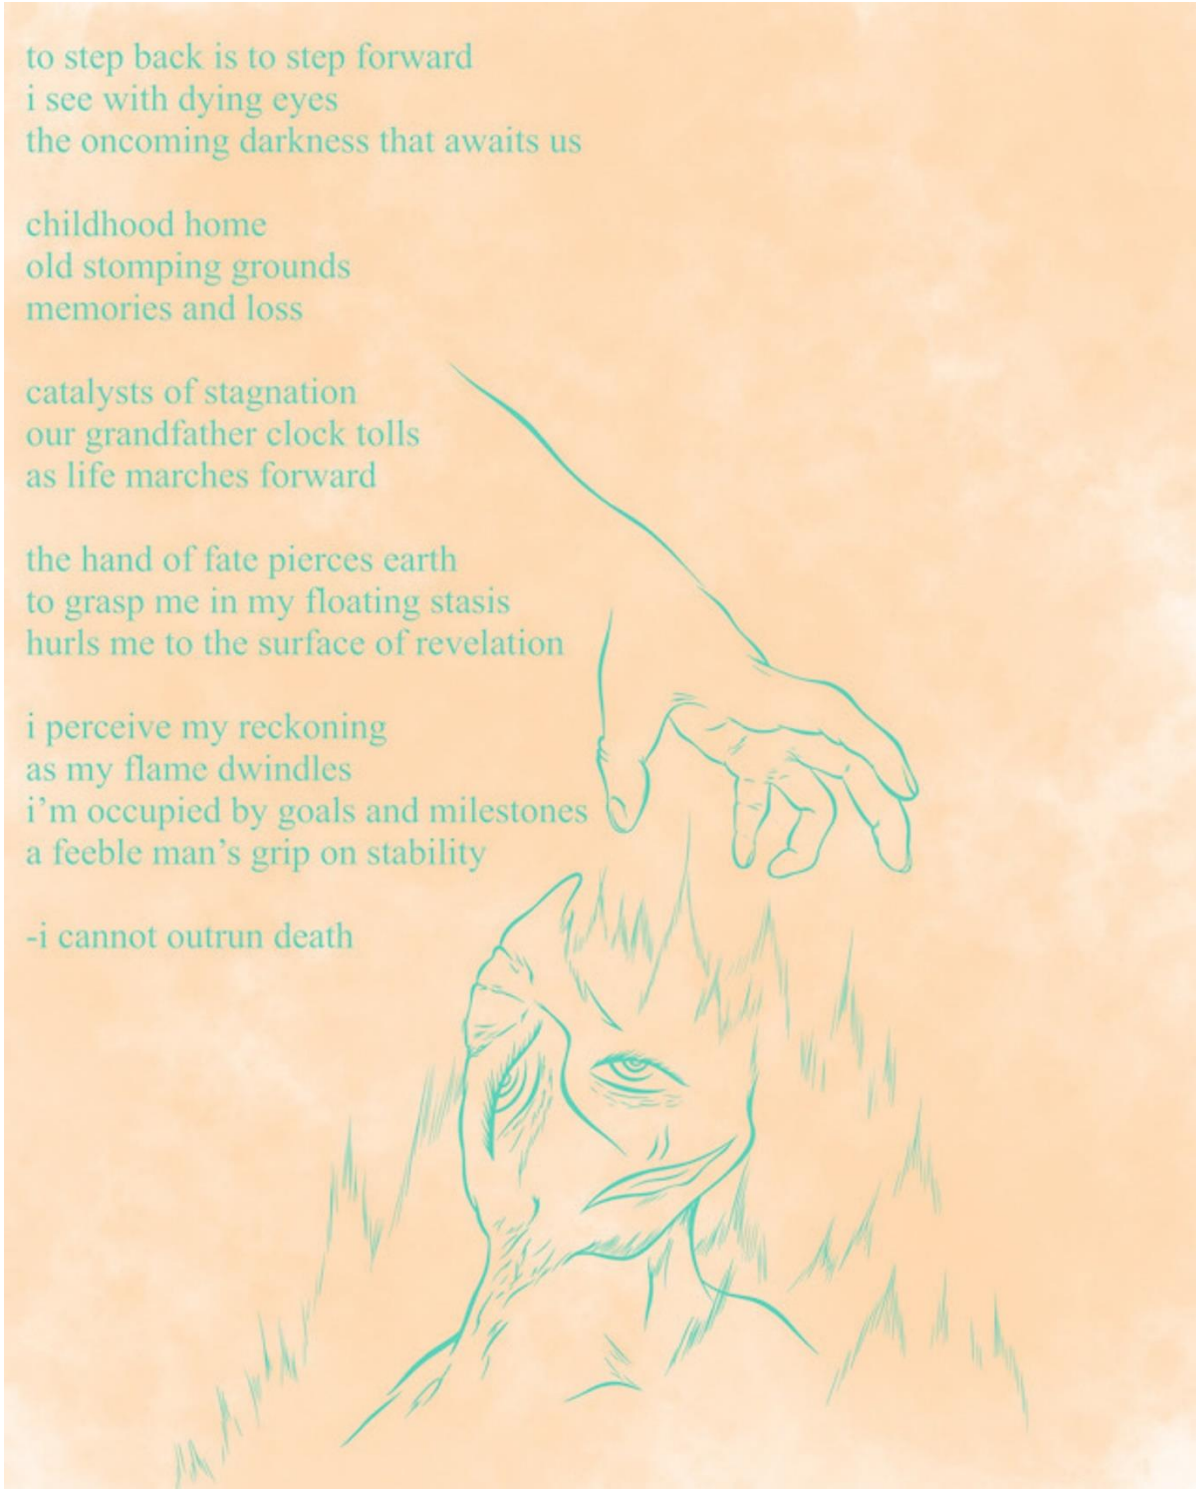 to step back is to step forward
i see with dying eyes
the oncoming darkness that awaits us
childhood home
old stomping grounds
memories and loss
catalysts of stagnation
our grandfather clock tolls
as life marches forward
the hand of fate pierces earth
to grasp me in my floating stasis
hurls me to the surface of revelation
i perceive my reckoning
as my flame dwindles
i’m occupied by goals and milestones
a feeble man’s grip on stability
-i cannot outrun death